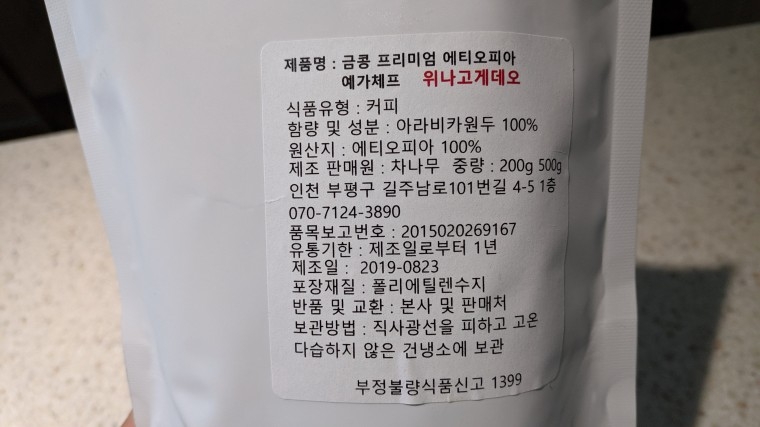 제품명 : 금콩 프리미엄 에티오피아
예가체프 위나고게데오
식품유형 : 커피
함량 및 성분 : 아라비카원두 100%
원산지 : 에티오피아 100%
제조 판매원 : 차나무 중량 : 200g 500g
인천 부평구 길주남로101번길 4-5 1층
070-7124-3890
품목보고번호 : 2015020269167
유통기한 : 제조일로부터 1년
제조일 : 2019-0823
포장재질 : 폴리에틸렌수지
반품 및 교환 : 본사 및 판매처
보관방법 : 직사광선을 피하고 고온
다습하지 않은 건냉소에 보관
부정불량식품신고 1399